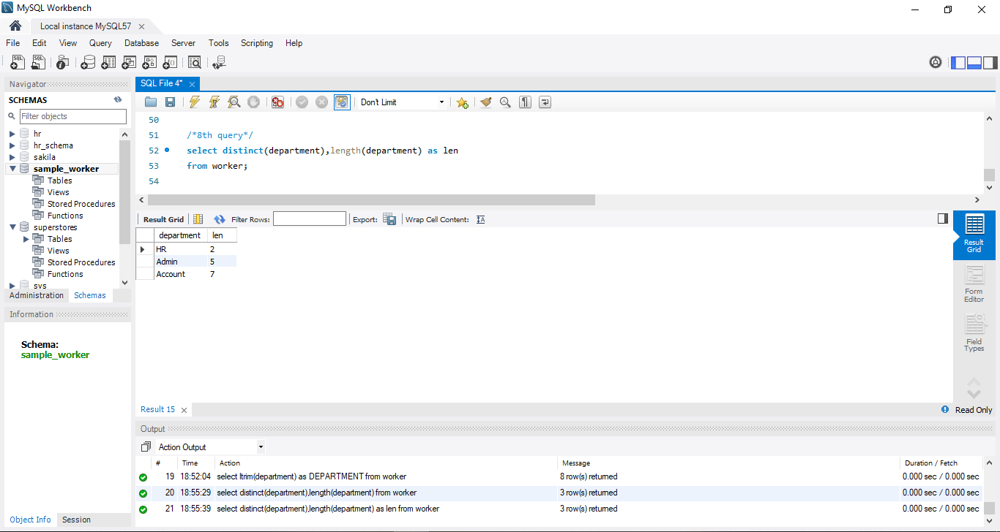 MySQL Workbench
Local instance MySQL57
File Edit View Query Database Server Tools Scripting Help
Navigator
SCHEMAS
Filter objects
hr
hr_schema
sakila
sample_worker
Tables
Views
Stored Procedures
Functions
superstores
Tables
Views
Stored Procedures
Functions
sys
Administration Schemas
Information
Schema:
sample_worker
Object Info Session
SQL File 4*
Don't Limit
50
51 /*8th query*/
52 select distinct(department),length(department) as len
53 from worker;
54
Result Grid Filter Rows: Export: Wrap Cell Content:
department len
HR 2
Admin 5
Account 7
Result Grid
Form Editor
Field Types
Result 15
Read Only
Output
Action Output
# Time Action Message Duration / Fetch
19 18:52:04 select ltrim(department) as DEPARTMENT from worker 8 row(s) returned 0.000 sec / 0.000 sec
20 18:55:29 select distinct(department),length(department) from worker 3 row(s) returned 0.000 sec / 0.000 sec
21 18:55:39 select distinct(department),length(department) as len from worker 3 row(s) returned 0.000 sec / 0.000 sec